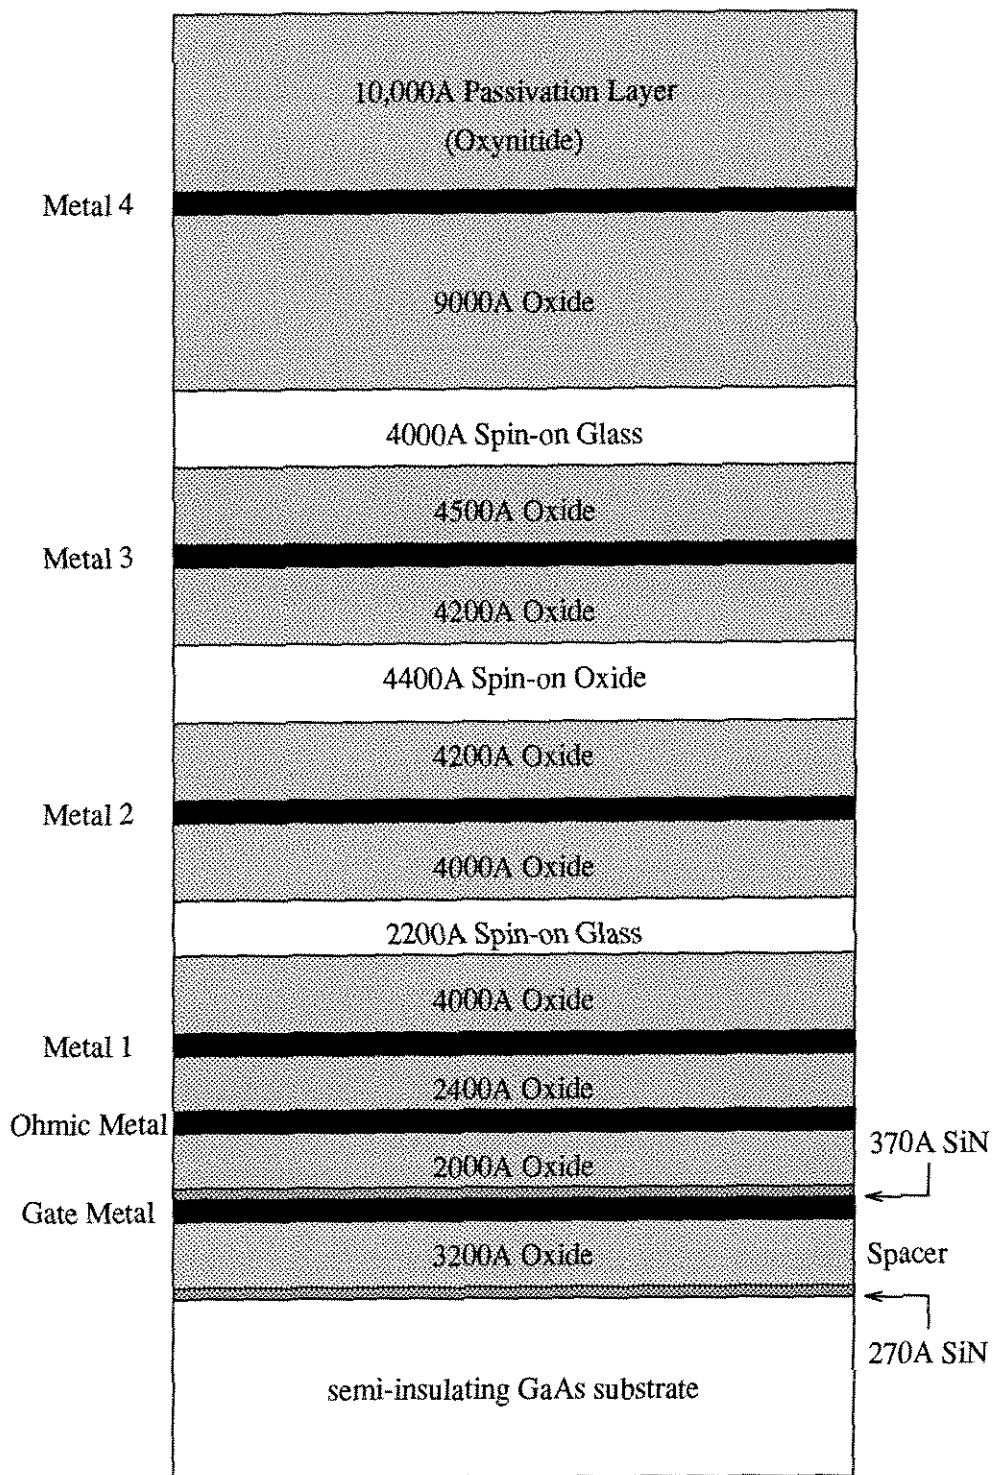 10,000A Passivation Layer
(Oxynitide)
Metal 4
9000A Oxide
4000A Spin-on Glass
4500A Oxide
Metal 3
4200A Oxide
4400A Spin-on Oxide
4200A Oxide
Metal 2
4000A Oxide
2200A Spin-on Glass
4000A Oxide
Metal 1
2400A Oxide
Ohmic Metal
370A SiN
2000A Oxide
Gate Metal
3200A Oxide
Spacer
270A SiN
semi-insulating GaAs substrate